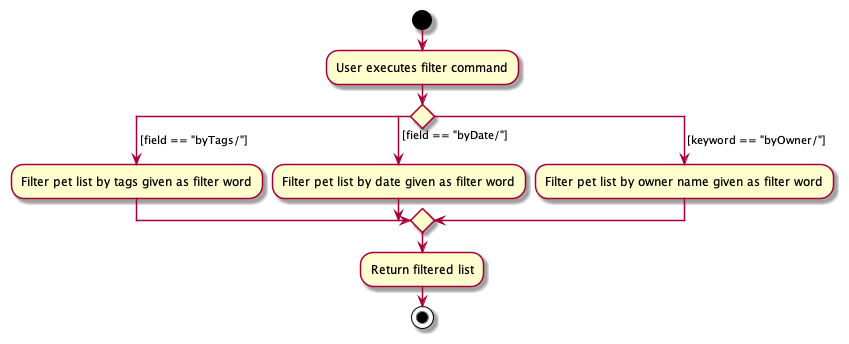 User executes filter command
[field == "byTags/"]
[field == "byDate/"]
[keyword == "byOwner/"]
Filter pet list by tags given as filter word
Filter pet list by date given as filter word
Filter pet list by owner name given as filter word
Return filtered list